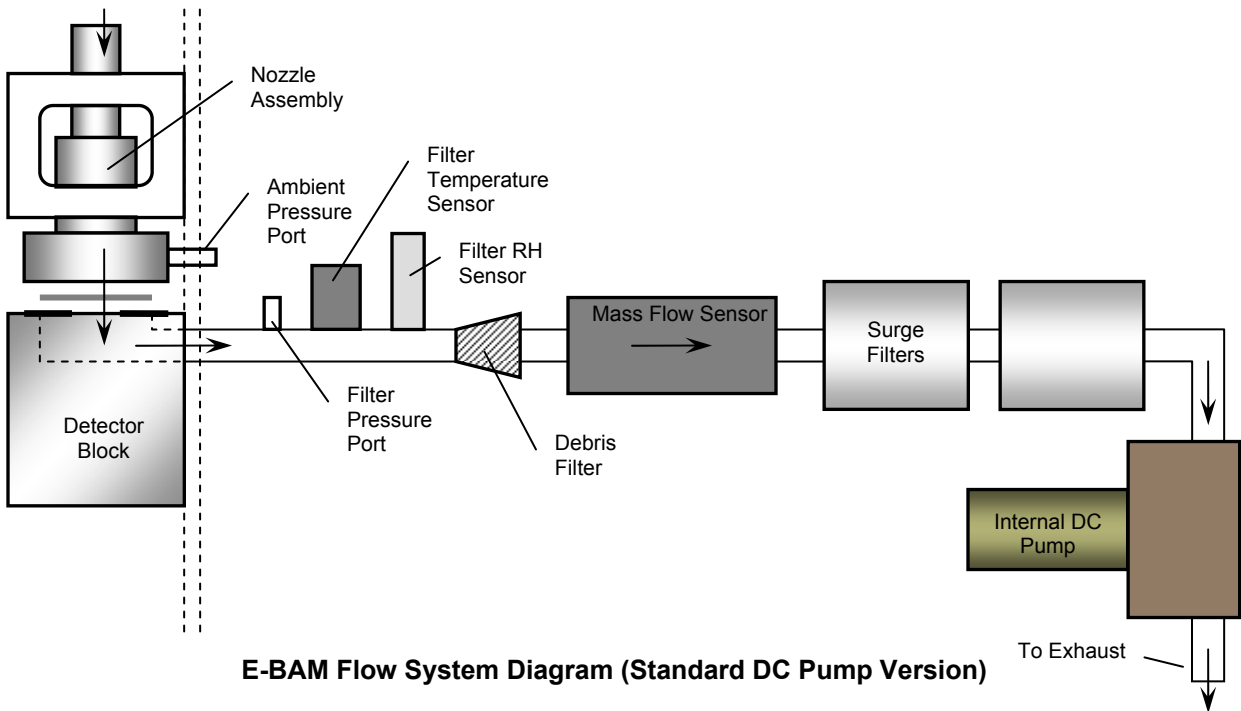 Nozzle
Assembly
Ambient
Pressure
Port
Filter
Temperature
Sensor
Filter RH
Sensor
Mass Flow Sensor
Surge
Filters
Detector
Block
Filter
Pressure
Port
Debris
Filter
Internal DC
Pump
To Exhaust
E-BAM Flow System Diagram (Standard DC Pump Version)